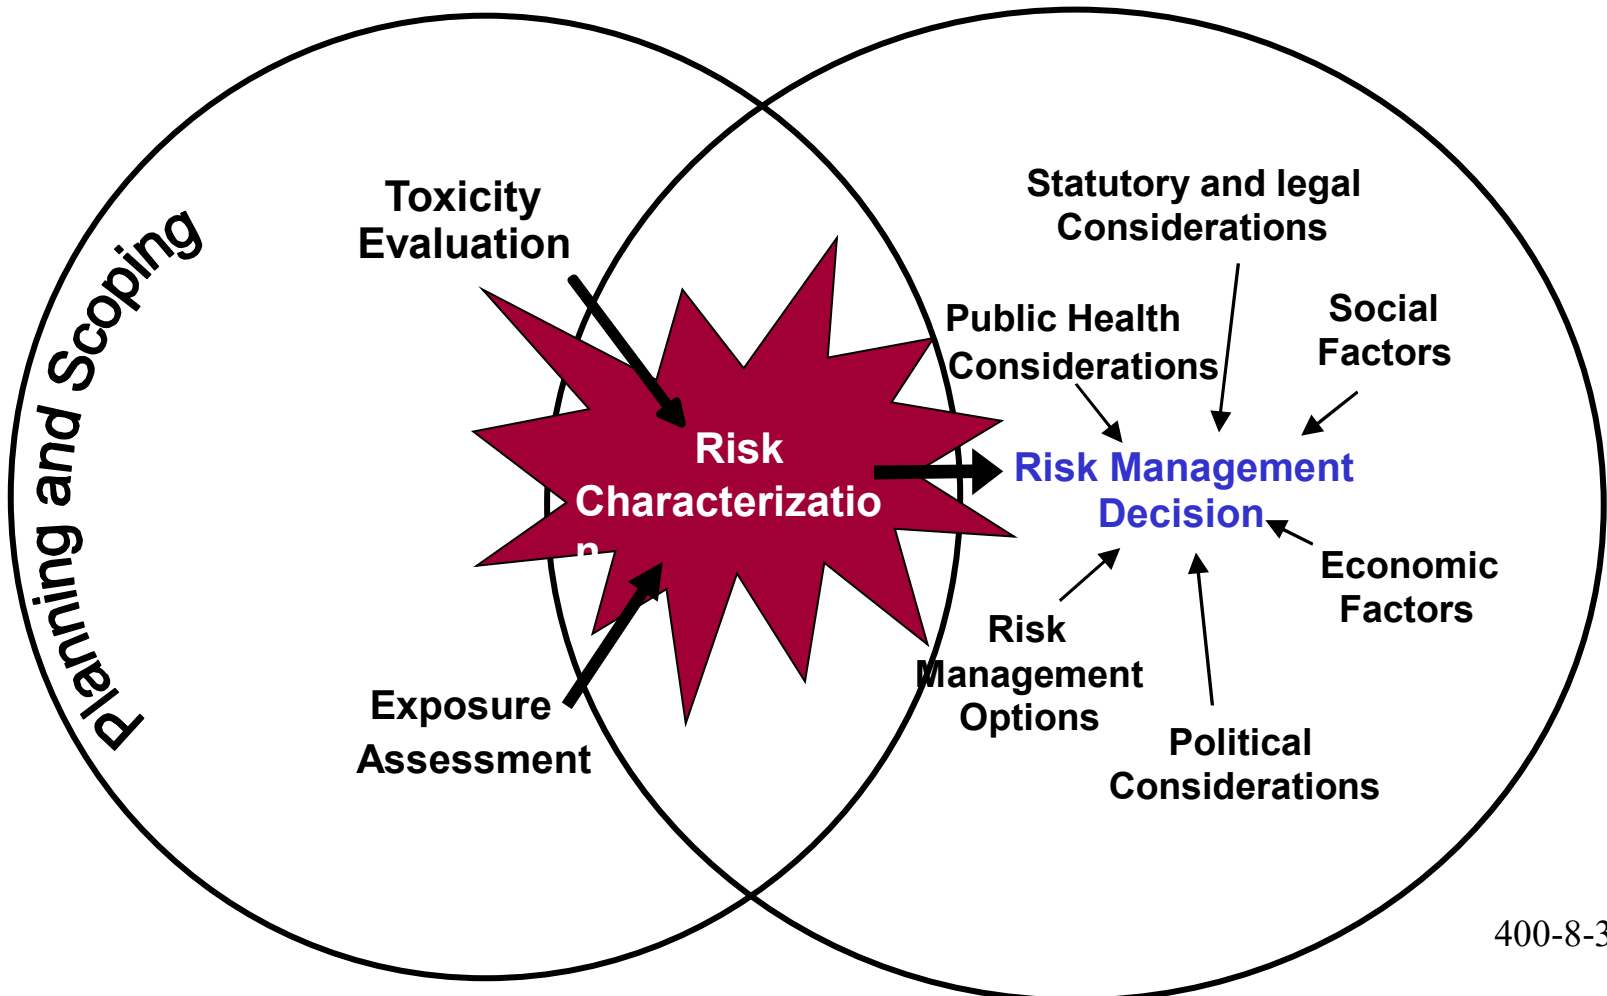 Planning and Scoping
Toxicity
Evaluation
Exposure
Assessment
Risk
Characterizatio
n
Statutory and legal
Considerations
Public Health
Considerations
Social
Factors
Risk Management
Decision
Economic
Factors
Risk
Management
Options
Political
Considerations
400-8-3